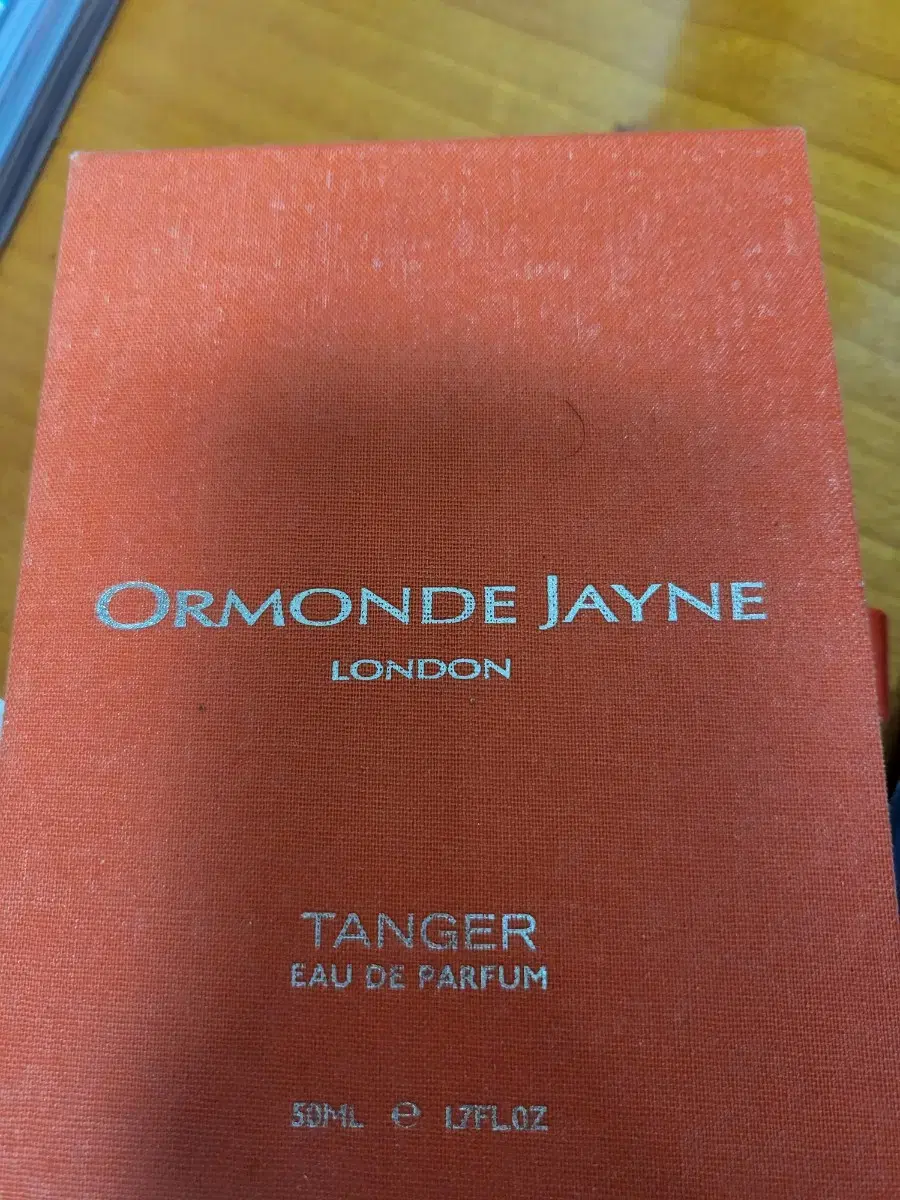 ORMONDE JAYNE
LONDON
TANGER
EAU DE PARFUM
50ML ℮ 1.7FL.OZ